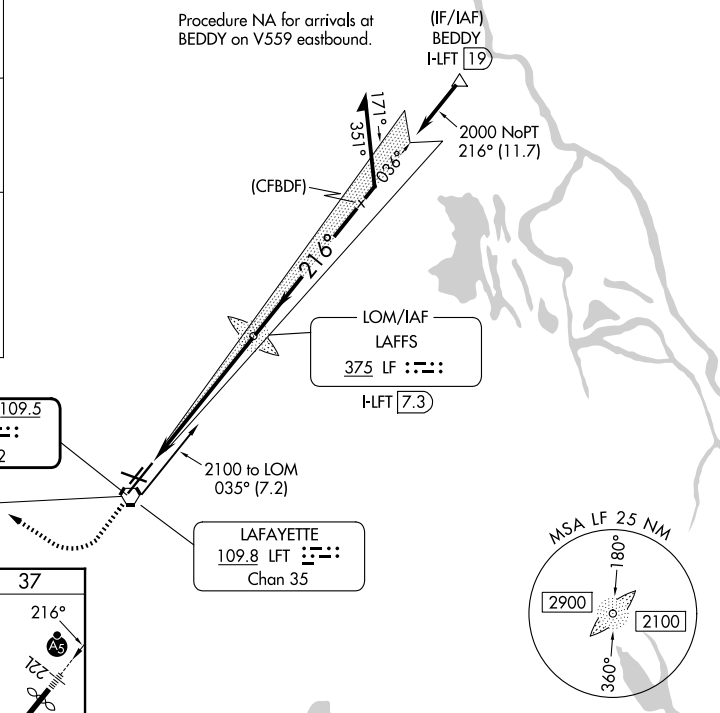 Procedure NA for arrivals at
BEDDY on V559 eastbound.
(IF/IAF)
BEDDY
I-LFT 19
171°
351°
036°
2000 NoPT
216° (11.7)
(CFBDF)
216°
LOM/IAF
LAFFS
375 LF
I-LFT 7.3
109.5
2
2100 to LOM
035° (7.2)
LAFAYETTE
109.8 LFT
Chan 35
MSA LF 25 NM
180°
2900
2100
360°
37
216°
A5
22L